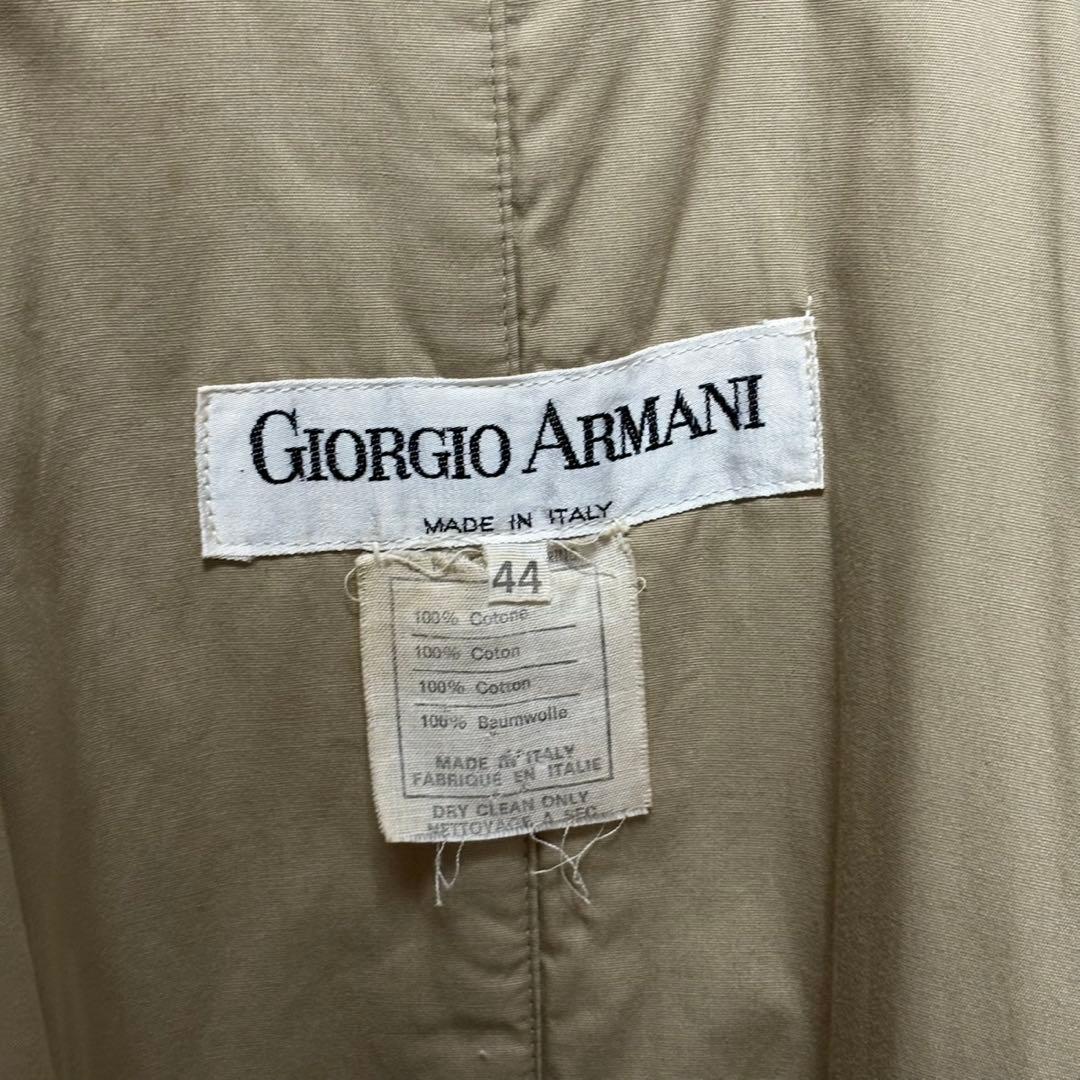 GIORGIO ARMANI
MADE IN ITALY
44
100% Cotone
100% Coton
100% Cotton
100% Baumwolle
MADE IN ITALY
FABRIQUE EN ITALIE
DRY CLEAN ONLY
NETTOYAGE A SEC